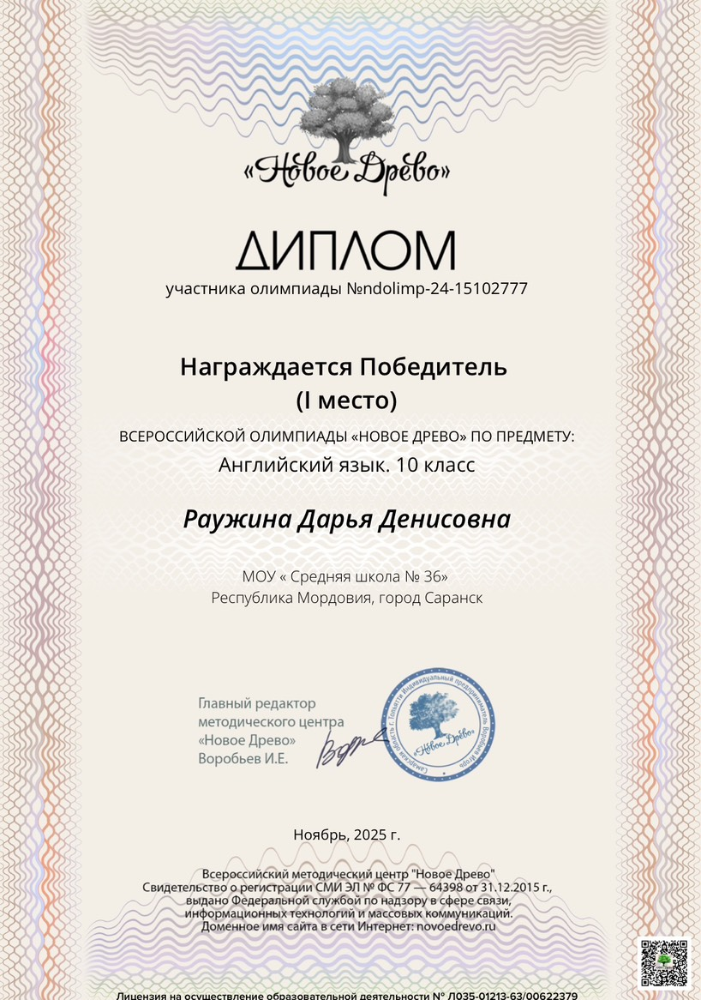 «Новое Древо»
ДИПЛОМ
участника олимпиады №ndolimp-24-15102777
Награждается Победитель
(I место)
ВСЕРОССИЙСКОЙ ОЛИМПИАДЫ «НОВОЕ ДРЕВО» ПО ПРЕДМЕТУ:
Английский язык. 10 класс
Раужина Дарья Денисовна
МОУ « Средняя школа № 36»
Республика Мордовия, город Саранск
Главный редактор
методического центра
«Новое Древо»
Воробьев И.Е.
Самарская область г. Тольятти Индивидуальный предприниматель Воробьев Игорь
«Новое Древо»
Ноябрь, 2025 г.
Всероссийский методический центр "Новое Древо"
Свидетельство о регистрации СМИ ЭЛ № ФС 77 — 64398 от 31.12.2015 г.,
выдано Федеральной службой по надзору в сфере связи,
информационных технологий и массовых коммуникаций.
Доменное имя сайта в сети Интернет: novoedrevo.ru
Лицензия на осуществление образовательной деятельности № Л035-01213-63/00622379